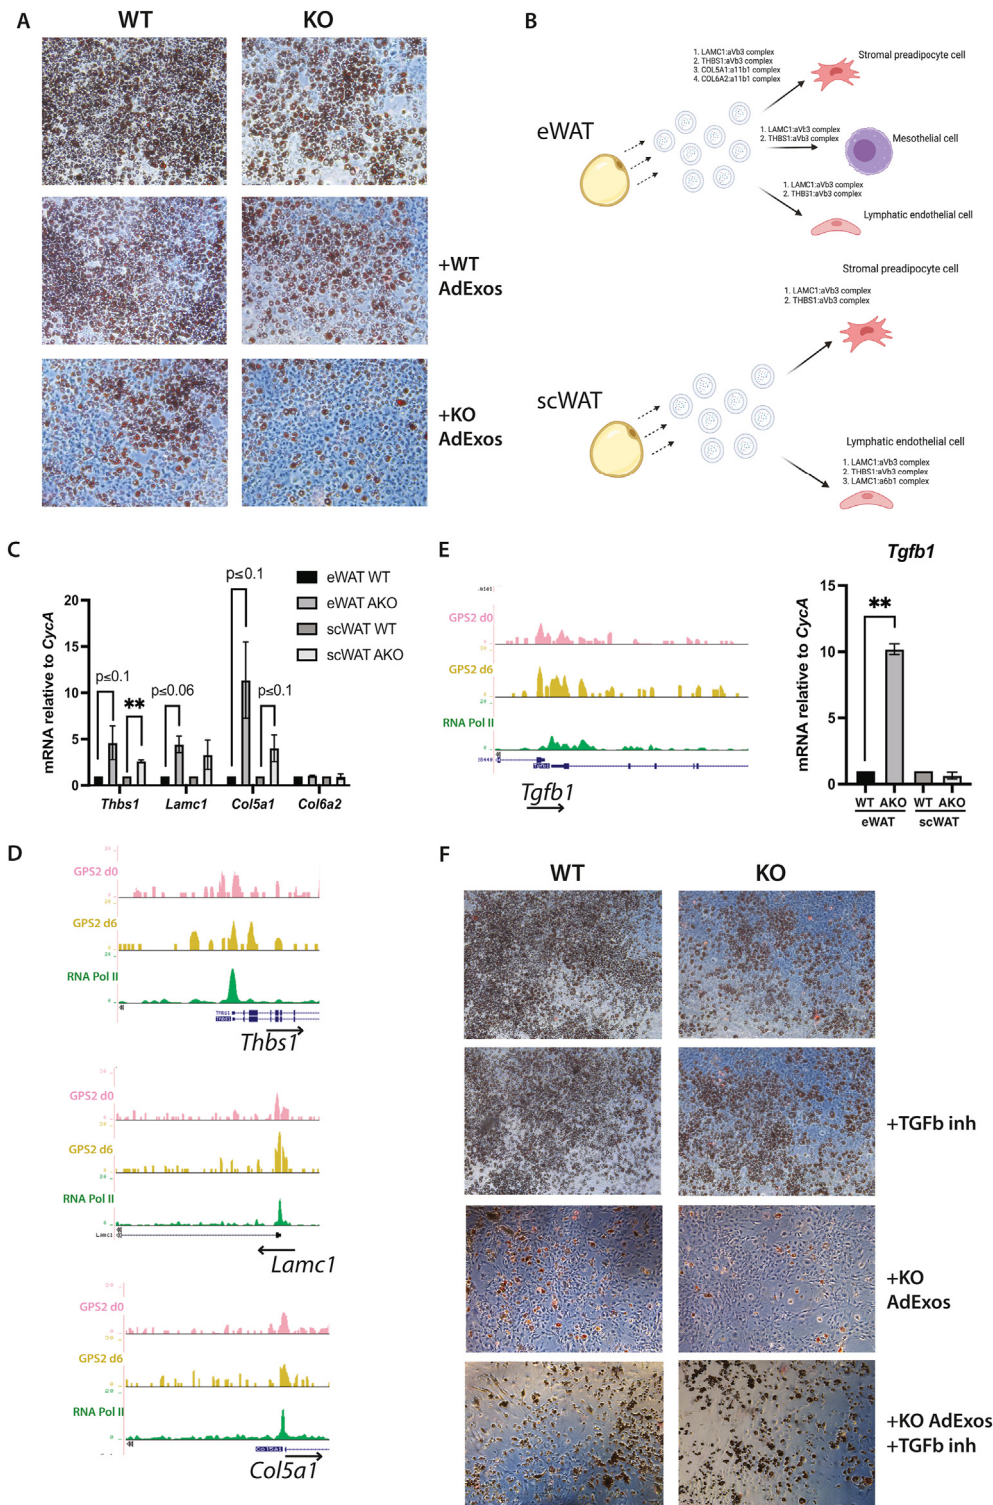 A
WT
KO
+WT
AdExos
+KO
AdExos
B
eWAT
1. LAMC1:aVb3 complex
2. THBS1:aVb3 complex
3. COL5A1:a11b1 complex
4. COL6A2:a11b1 complex
Stromal preadipocyte cell
1. LAMC1:aVb3 complex
2. THBS1:aVb3 complex
Mesothelial cell
1. LAMC1:aVb3 complex
2. THBS1:aVb3 complex
Lymphatic endothelial cell
scWAT
Stromal preadipocyte cell
1. LAMC1:aVb3 complex
2. THBS1:aVb3 complex
Lymphatic endothelial cell
1. LAMC1:aVb3 complex
2. THBS1:aVb3 complex
3. LAMC1:a6b1 complex
C
mRNA relative to CycA
20
15
10
5
0
p≤0.1
**
p≤0.06
p≤0.1
p≤0.1
eWAT WT
eWAT AKO
scWAT WT
scWAT AKO
Thbs1
Lamc1
Col5a1
Col6a2
D
GPS2 d0
GPS2 d6
RNA Pol II
Thbs1
Thbs1
Thbs1
GPS2 d0
GPS2 d6
RNA Pol II
Lamc1
Lamc1
GPS2 d0
GPS2 d6
RNA Pol II
Col5a1
Col5a1
E
GPS2 d0
GPS2 d6
RNA Pol II
Tgfb1
Tgfb1
Tgfb1
mRNA relative to CycA
15
10
5
0
**
WT AKO WT AKO
eWAT scWAT
F
WT
KO
+TGFb inh
+KO
AdExos
+KO AdExos
+TGFb inh